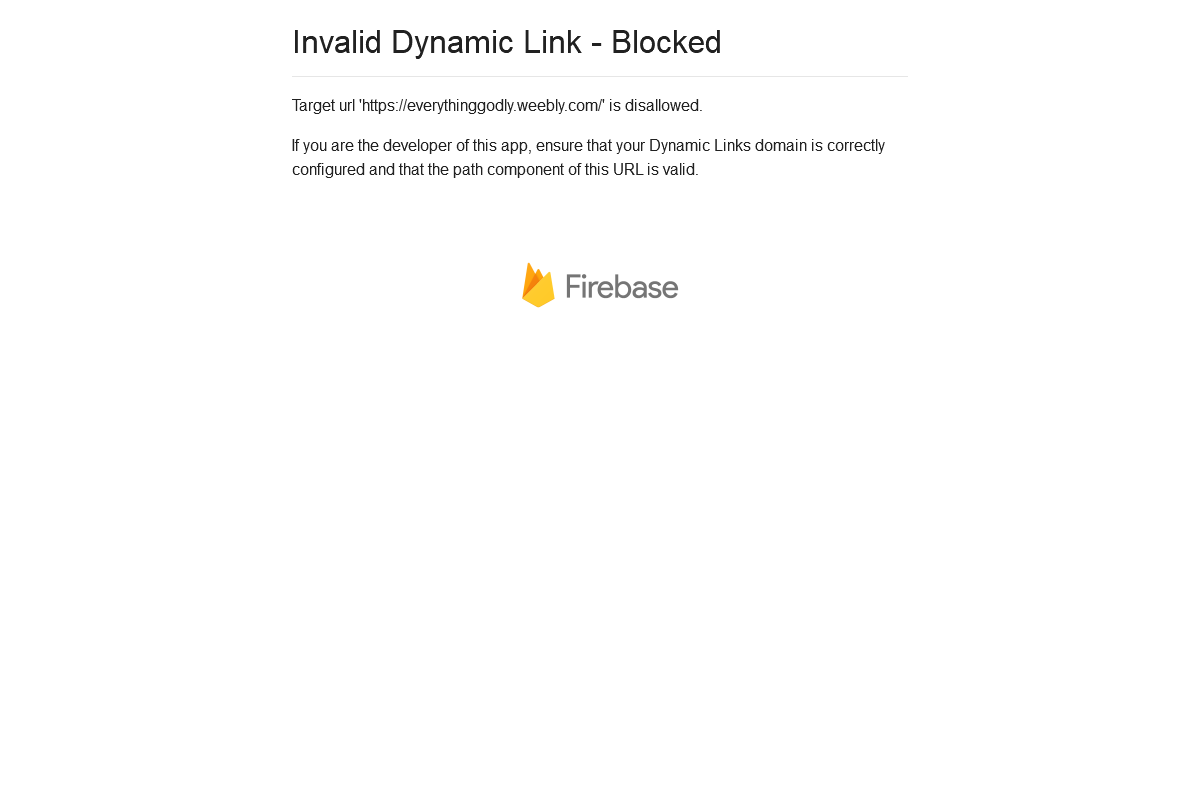 Invalid Dynamic Link - Blocked
Target url 'https://everythinggodly.weebly.com/' is disallowed.
If you are the developer of this app, ensure that your Dynamic Links domain is correctly
configured and that the path component of this URL is valid.
Firebase